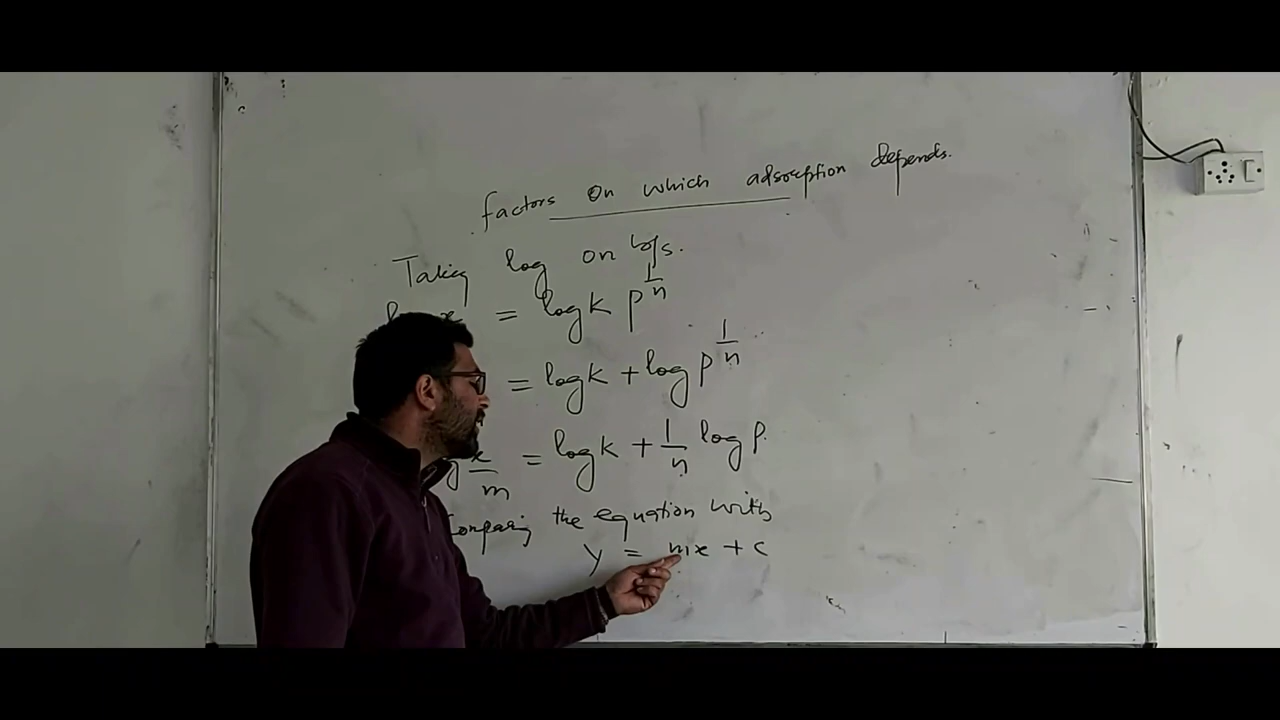 factors on which adsorption depends.
Taking log on b/s.
= log k p^1/n
= log k + log p^1/n
x/m = log k + 1/n log p.
Comparing the equation with
y = mx + c